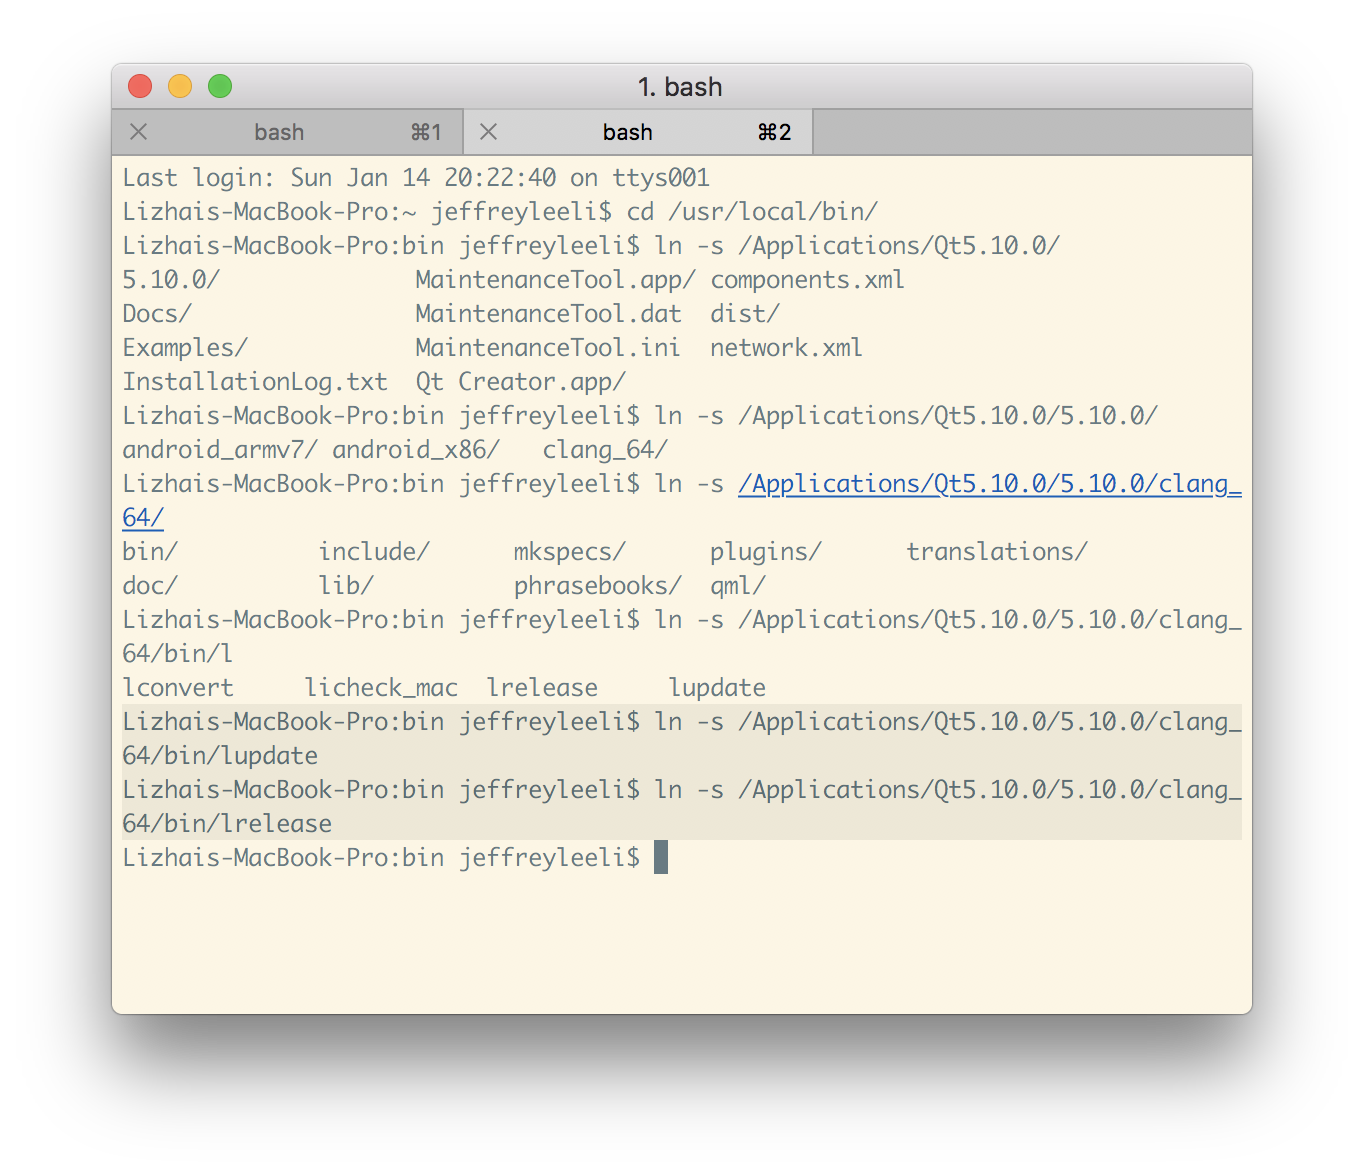 1. bash
bash ⌘1 bash ⌘2
Last login: Sun Jan 14 20:22:40 on ttys001
Lizhais-MacBook-Pro:~ jeffreyleeli$ cd /usr/local/bin/
Lizhais-MacBook-Pro:bin jeffreyleeli$ ln -s /Applications/Qt5.10.0/
5.10.0/ MaintenanceTool.app/ components.xml
Docs/ MaintenanceTool.dat dist/
Examples/ MaintenanceTool.ini network.xml
InstallationLog.txt Qt Creator.app/
Lizhais-MacBook-Pro:bin jeffreyleeli$ ln -s /Applications/Qt5.10.0/5.10.0/
android_armv7/ android_x86/ clang_64/
Lizhais-MacBook-Pro:bin jeffreyleeli$ ln -s /Applications/Qt5.10.0/5.10.0/clang_
64/
bin/ include/ mkspecs/ plugins/ translations/
doc/ lib/ phrasebooks/ qml/
Lizhais-MacBook-Pro:bin jeffreyleeli$ ln -s /Applications/Qt5.10.0/5.10.0/clang_
64/bin/l
lconvert licheck_mac lrelease lupdate
Lizhais-MacBook-Pro:bin jeffreyleeli$ ln -s /Applications/Qt5.10.0/5.10.0/clang_
64/bin/lupdate
Lizhais-MacBook-Pro:bin jeffreyleeli$ ln -s /Applications/Qt5.10.0/5.10.0/clang_
64/bin/lrelease
Lizhais-MacBook-Pro:bin jeffreyleeli$